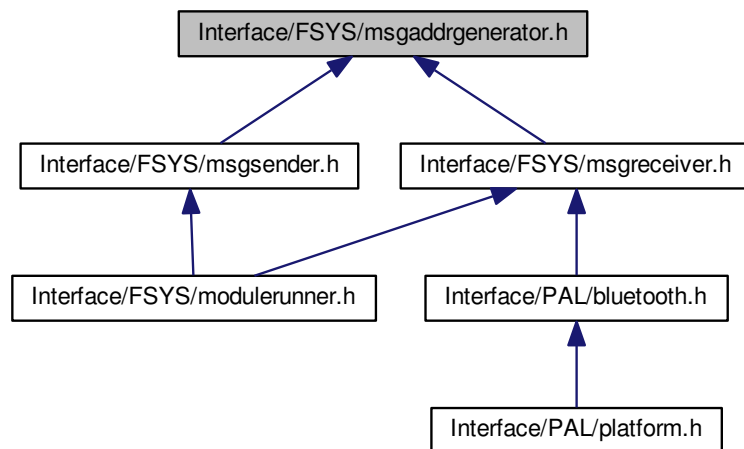 Interface/FSYS/msgaddrgenerator.h
Interface/FSYS/msgsender.h
Interface/FSYS/msgreceiver.h
Interface/FSYS/modulerunner.h
Interface/PAL/bluetooth.h
Interface/PAL/platform.h